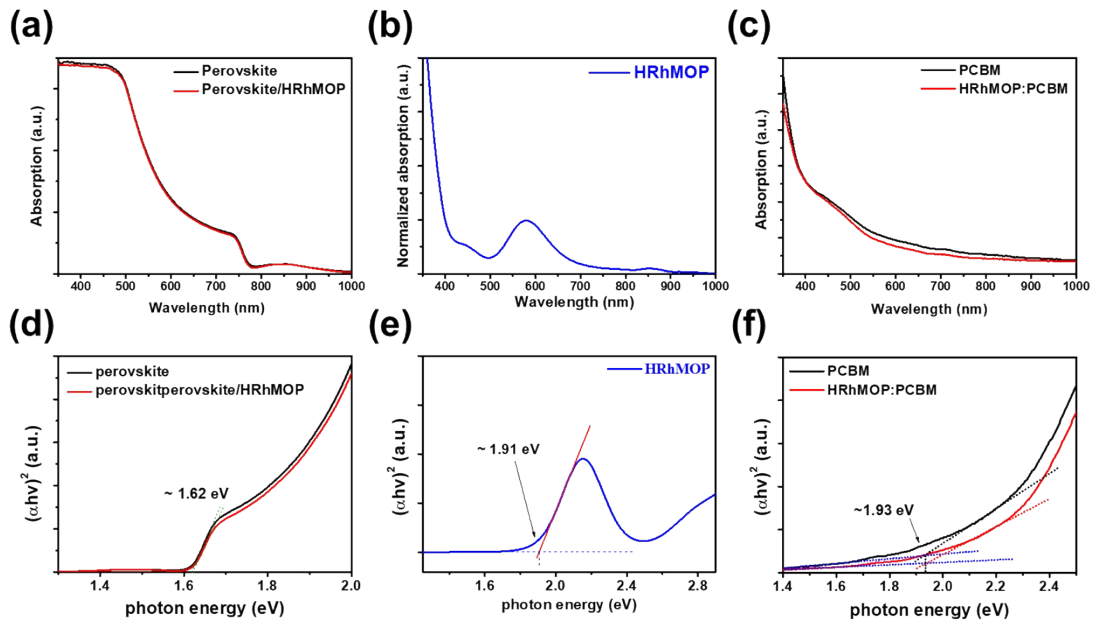 (a)
Perovskite
Perovskite/HRhMOP
Absorption (a.u.)
400 500 600 700 800 900 1000
Wavelength (nm)
(b)
HRhMOP
Normalized absorption (a.u.)
400 500 600 700 800 900 1000
Wavelength (nm)
(c)
PCBM
HRhMOP:PCBM
Absorption (a.u.)
400 500 600 700 800 900 1000
Wavelength (nm)
(d)
perovskite
perovskitperovskite/HRhMOP
~ 1.62 eV
(αhv)2 (a.u.)
1.4 1.6 1.8 2.0
photon energy (eV)
(e)
HRhMOP
~ 1.91 eV
(αhv)2 (a.u.)
1.6 2.0 2.4 2.8
photon energy (eV)
(f)
PCBM
HRhMOP:PCBM
~1.93 eV
(αhv)2 (a.u.)
1.4 1.6 1.8 2.0 2.2 2.4
photon energy (eV)